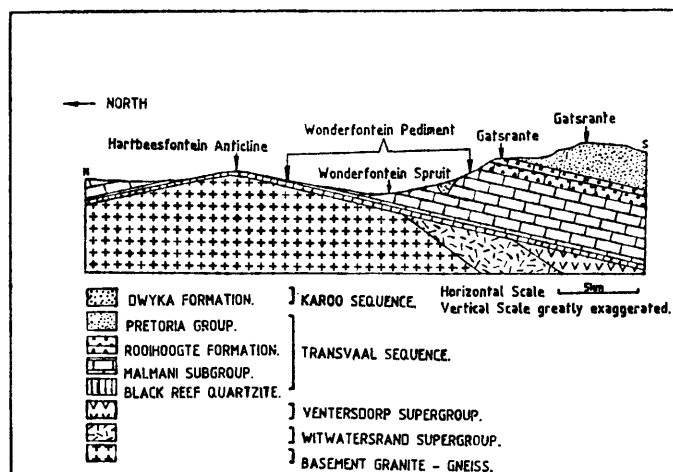 NORTH
Hartbeesfontein Anticline
Wonderfontein Pediment
Gatsrante
Gatsrante
Wonderfontein Spruit
N
S
Horizontal Scale 5km
Vertical Scale greatly exaggerated.
DWYKA FORMATION. KAROO SEQUENCE.
PRETORIA GROUP.
ROOIHOOGTE FORMATION.
TRANSVAAL SEQUENCE.
MALMANI SUBGROUP.
BLACK REEF QUARTZITE.
VENTERSDORP SUPERGROUP.
WITWATERSRAND SUPERGROUP.
BASEMENT GRANITE - GNEISS.